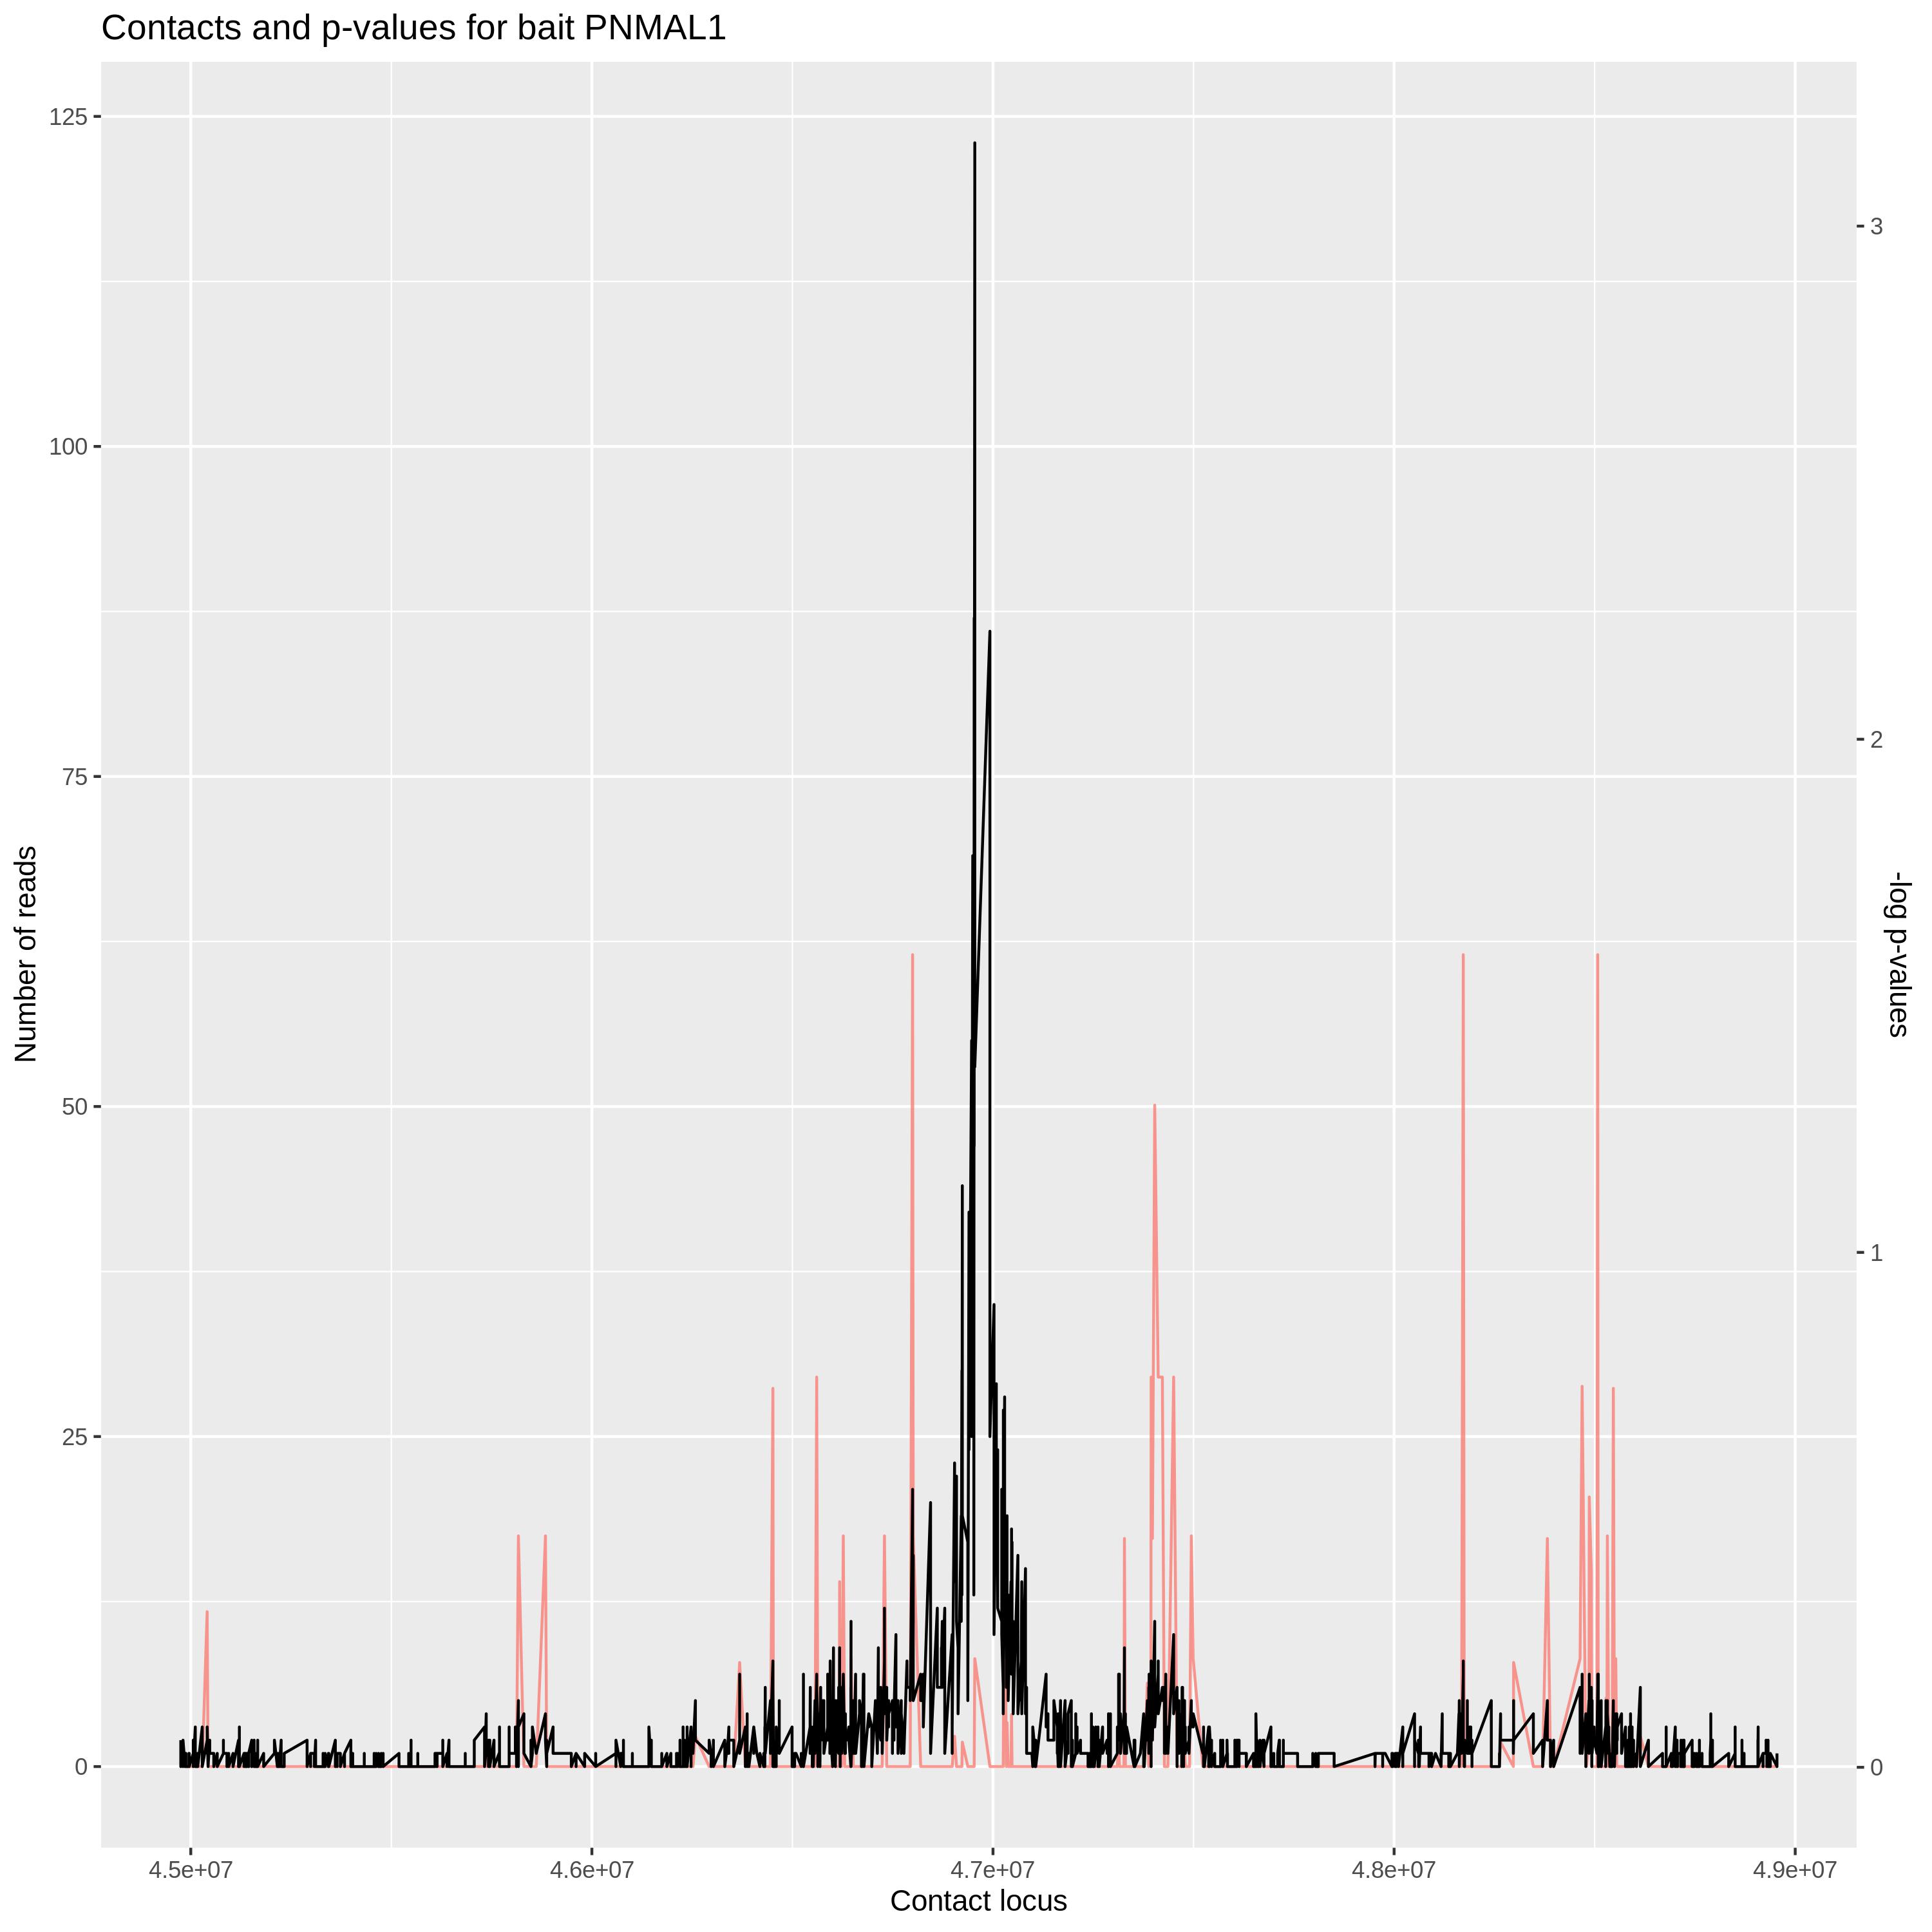 Contacts and p-values for bait PNMAL1
125
100
75
50
25
0
Number of reads
3
2
1
0
-log p-values
4.5e+07
4.6e+07
4.7e+07
4.8e+07
4.9e+07
Contact locus